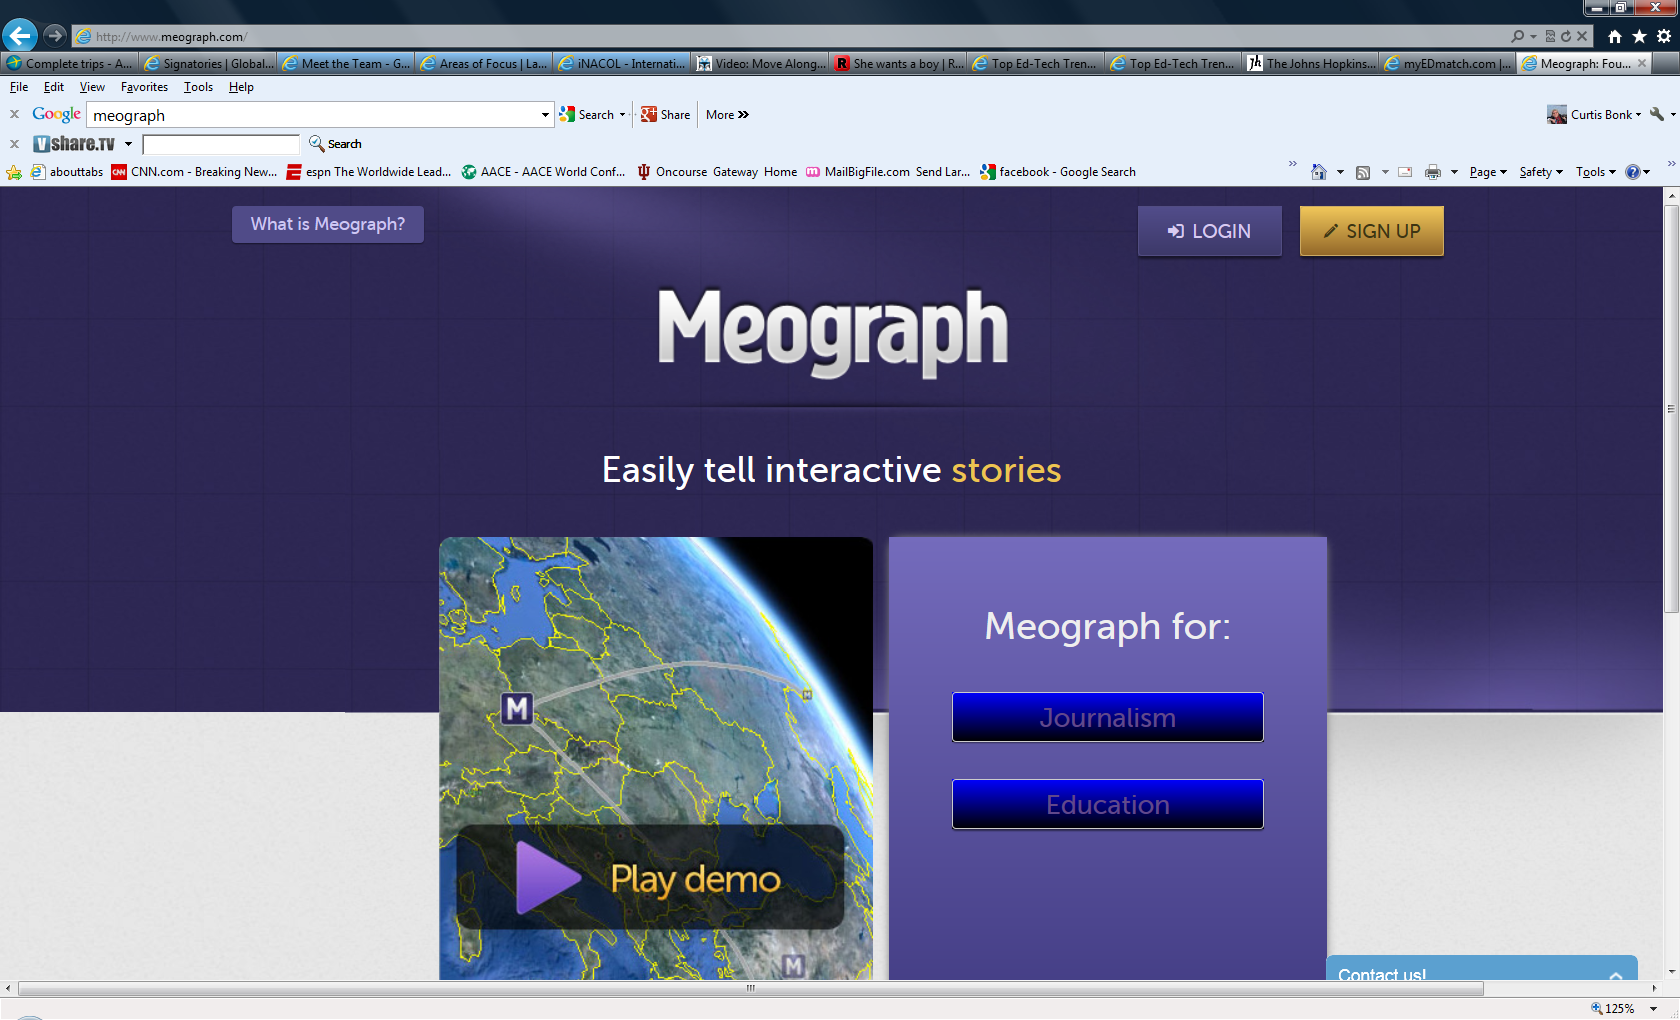 http://www.meograph.com/
Complete trips - A... Signatories | Global... Meet the Team - G... Areas of Focus | La... iNACOL - Internati... Video: Move Along... She wants a boy | R... Top Ed-Tech Tren... Top Ed-Tech Tren... The Johns Hopkins... myEDmatch.com |... Meograph: Fou...
File Edit View Favorites Tools Help
x Google meograph Search Share More » Curtis Bonk
x Vshare.TV Search
abouttabs CNN.com - Breaking New... espn The Worldwide Lead... AACE - AACE World Conf... Oncourse Gateway Home MailBigFile.com Send Lar... facebook - Google Search » Page Safety Tools »
What is Meograph?
LOGIN
SIGN UP
Meograph
Easily tell interactive stories
Meograph for:
M
M
Journalism
Education
Play demo
M
Contact us!
125%